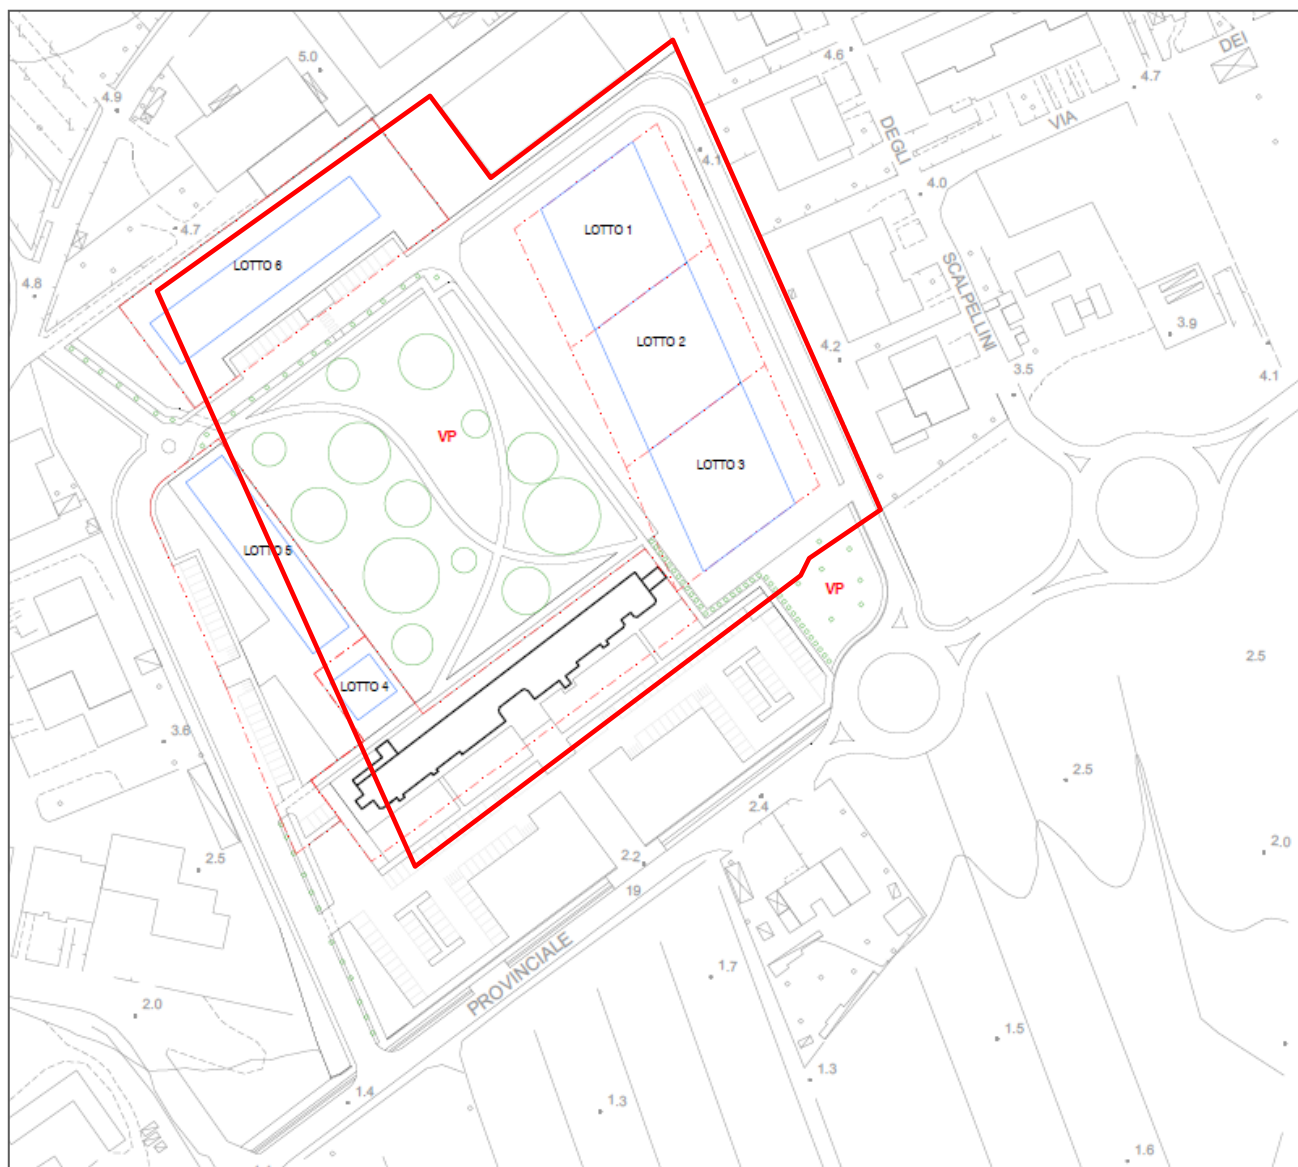 DEI
4.6
5.0
4.7
4.9
VIA
DEGLI
4.1
4.0
4.7
LOTTO 1
LOTTO 6
SCALPELLINI
4.8
3.9
LOTTO 2
4.2
4.1
3.5
VP
LOTTO 3
LOTTO 5
VP
2.5
LOTTO 4
3.6
2.5
2.4
2.0
2.2
2.5
19
PROVINCIALE
1.7
2.0
1.5
1.3
1.4
1.3
1.6